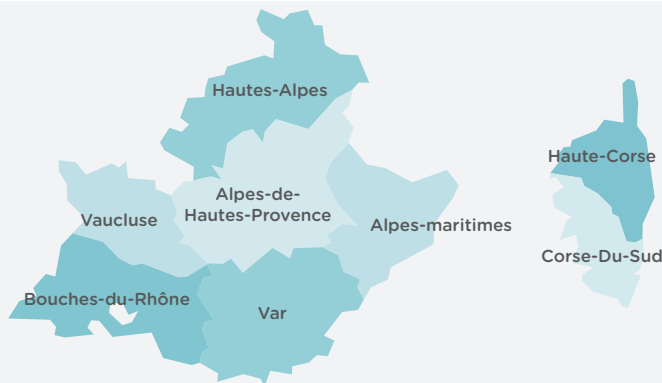 Hautes-Alpes
Haute-Corse
Alpes-de-
Hautes-Provence
Vaucluse
Alpes-maritimes
Corse-Du-Sud
Bouches-du-Rhône
Var